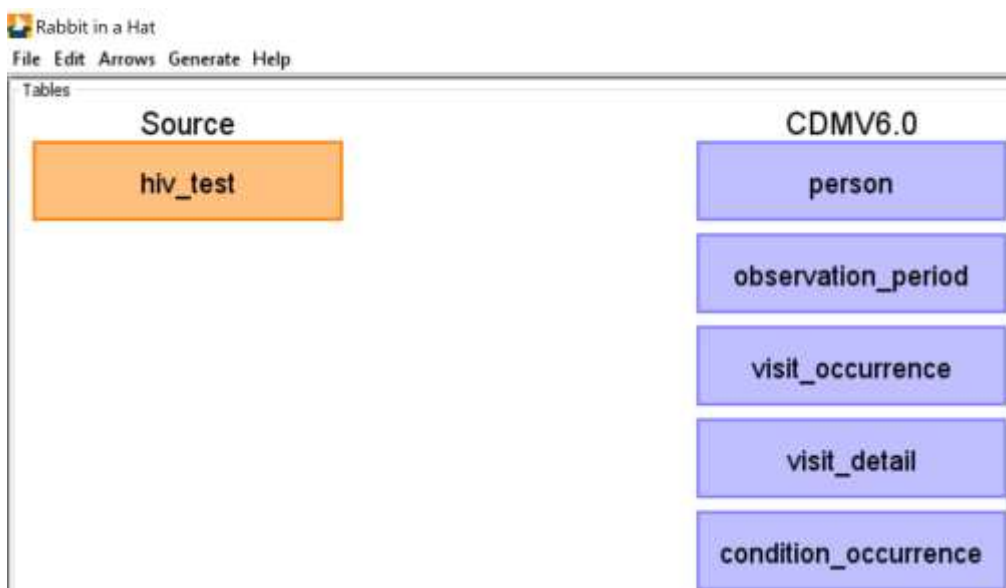 Rabbit in a Hat
File Edit Arrows Generate Help
Tables
Source CDMV6.0
hiv_test person
observation_period
visit_occurrence
visit_detail
condition_occurrence